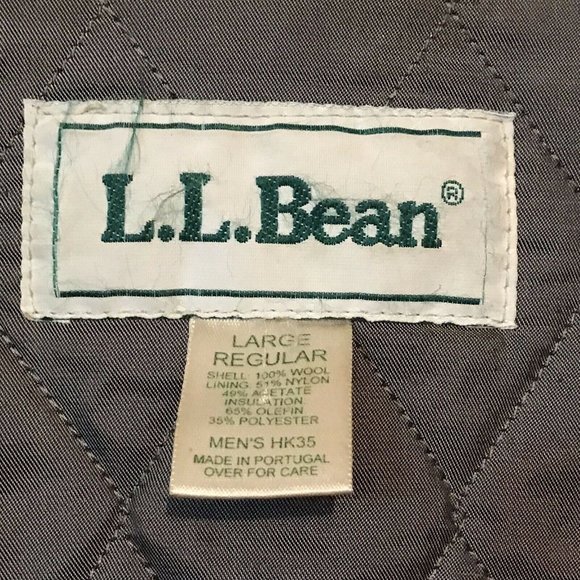 L.L.Bean®
LARGE
REGULAR
SHELL: 100% WOOL
LINING: 51% NYLON
49% ACETATE
INSULATION:
65% OLEFIN
35% POLYESTER
MEN'S HK35
MADE IN PORTUGAL
OVER FOR CARE